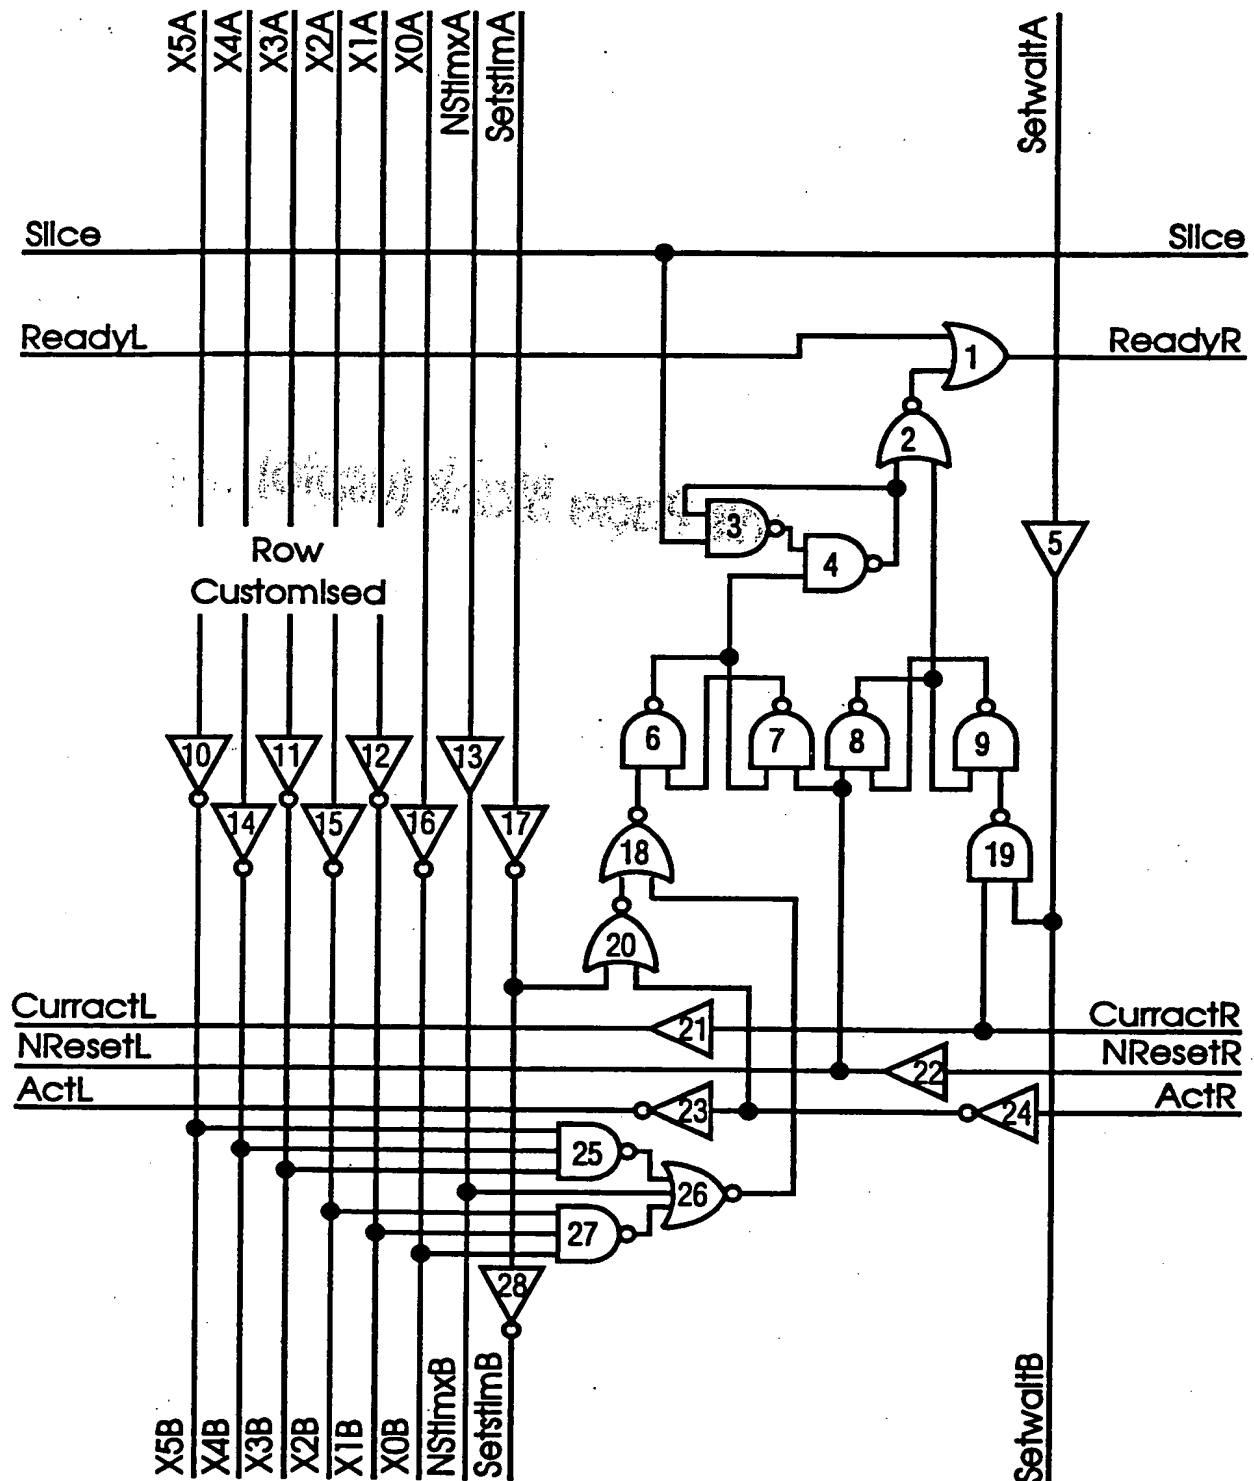 X5A
X4A
X3A
X2A
X1A
X0A
NStimxA
SetstimA
SetwaitA
Slice
Slice
ReadyL
ReadyR
1
2
3
4
5
Row
Customised
6
7
8
9
10
11
12
13
14
15
16
17
18
19
20
CurractL
21
CurractR
NResetL
22
NResetR
ActL
23
24
ActR
25
26
27
28
X5B
X4B
X3B
X2B
X1B
X0B
NStimxB
SetstimB
SetwaitB